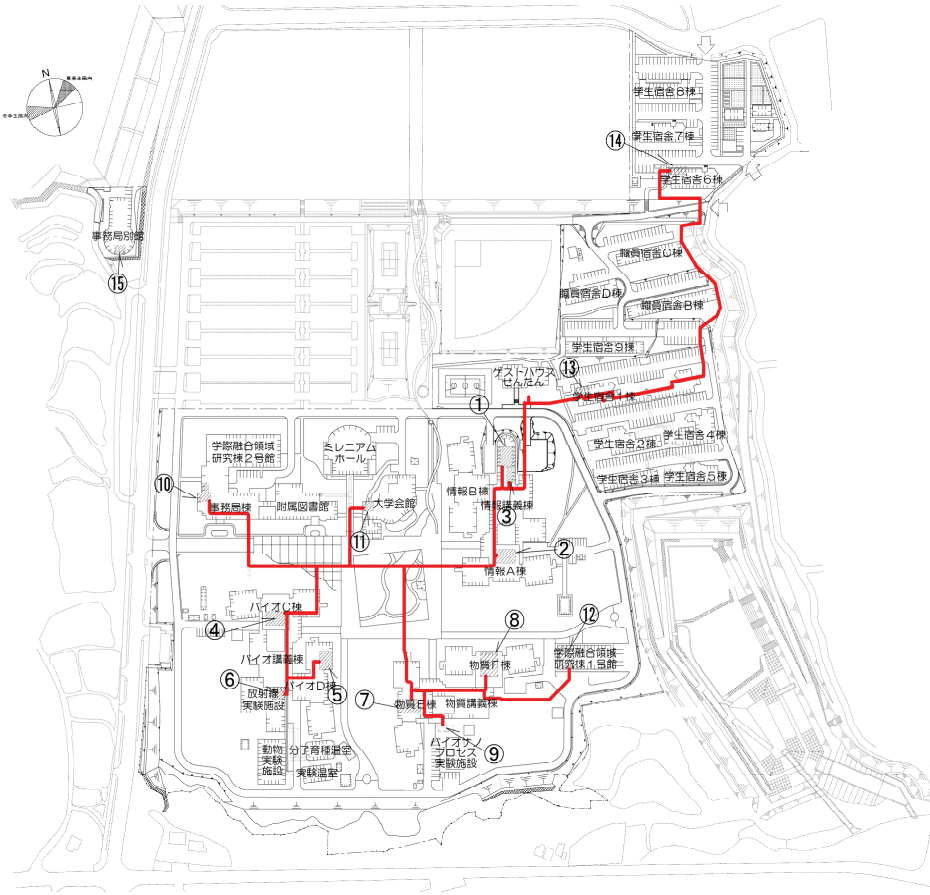 N
夏季主風向
冬季主風向
学生宿舎8棟
学生宿舎7棟
⑭
学生宿舎6棟
事務局別館
⑮
職員宿舎C棟
職員宿舎D棟
職員宿舎B棟
学生宿舎9棟
ゲストハウス
せんたん
⑬
学生宿舎1棟
①
学生宿舎2棟
学生宿舎4棟
学生宿舎3棟
学生宿舎5棟
学際融合領域
研究棟2号館
ミレニアム
ホール
⑩
事務局棟
附属図書館
大学会館
⑪
情報B棟
情報講義棟
③
②
情報A棟
バイオC棟
④
バイオ講義棟
バイオD棟
⑤
⑥
放射線
実験施設
動物
実験
施設
分子育種温室
実験温室
⑧
物質F棟
⑫
学際融合領域
研究棟1号館
⑦
物質E棟
物質講義棟
バイオナノ
プロセス
実験施設
⑨